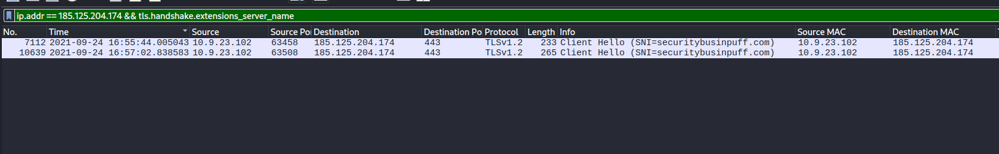 ip.addr == 185.125.204.174 && tls.handshake.extensions_server_name
No. Time Source Source Po Destination Destination Po Protocol Length Info Source MAC Destination MAC
7112 2021-09-24 16:55:44.005043 10.9.23.102 63458 185.125.204.174 443 TLSv1.2 233 Client Hello (SNI=securitybusinpuff.com) 10.9.23.102 185.125.204.174
10639 2021-09-24 16:57:02.838583 10.9.23.102 63508 185.125.204.174 443 TLSv1.2 265 Client Hello (SNI=securitybusinpuff.com) 10.9.23.102 185.125.204.174